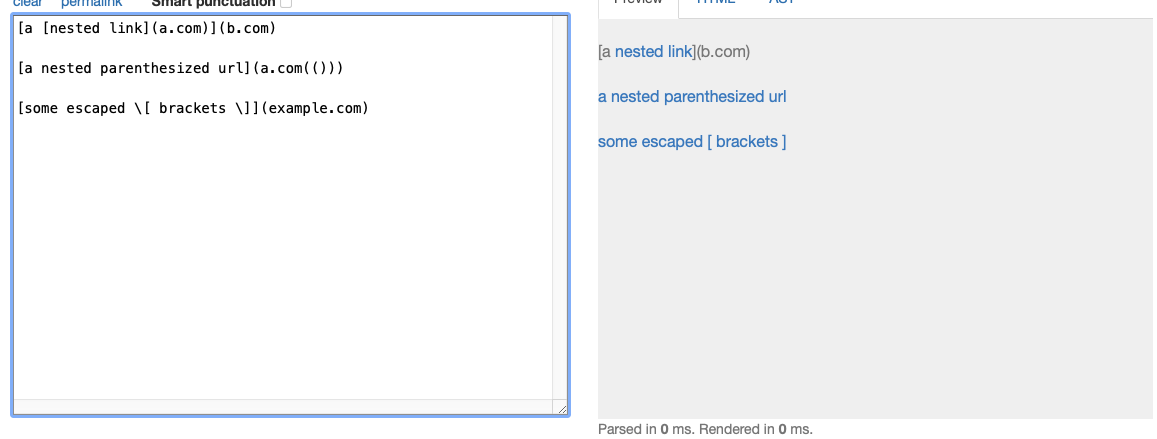 clear permalink Smart punctuation
Preview HTML AST
[a [nested link](a.com)](b.com)
[a nested parenthesized url](a.com(()))
[some escaped \[ brackets \]](example.com)
[a nested link](b.com)
a nested parenthesized url
some escaped [ brackets ]
Parsed in 0 ms. Rendered in 0 ms.